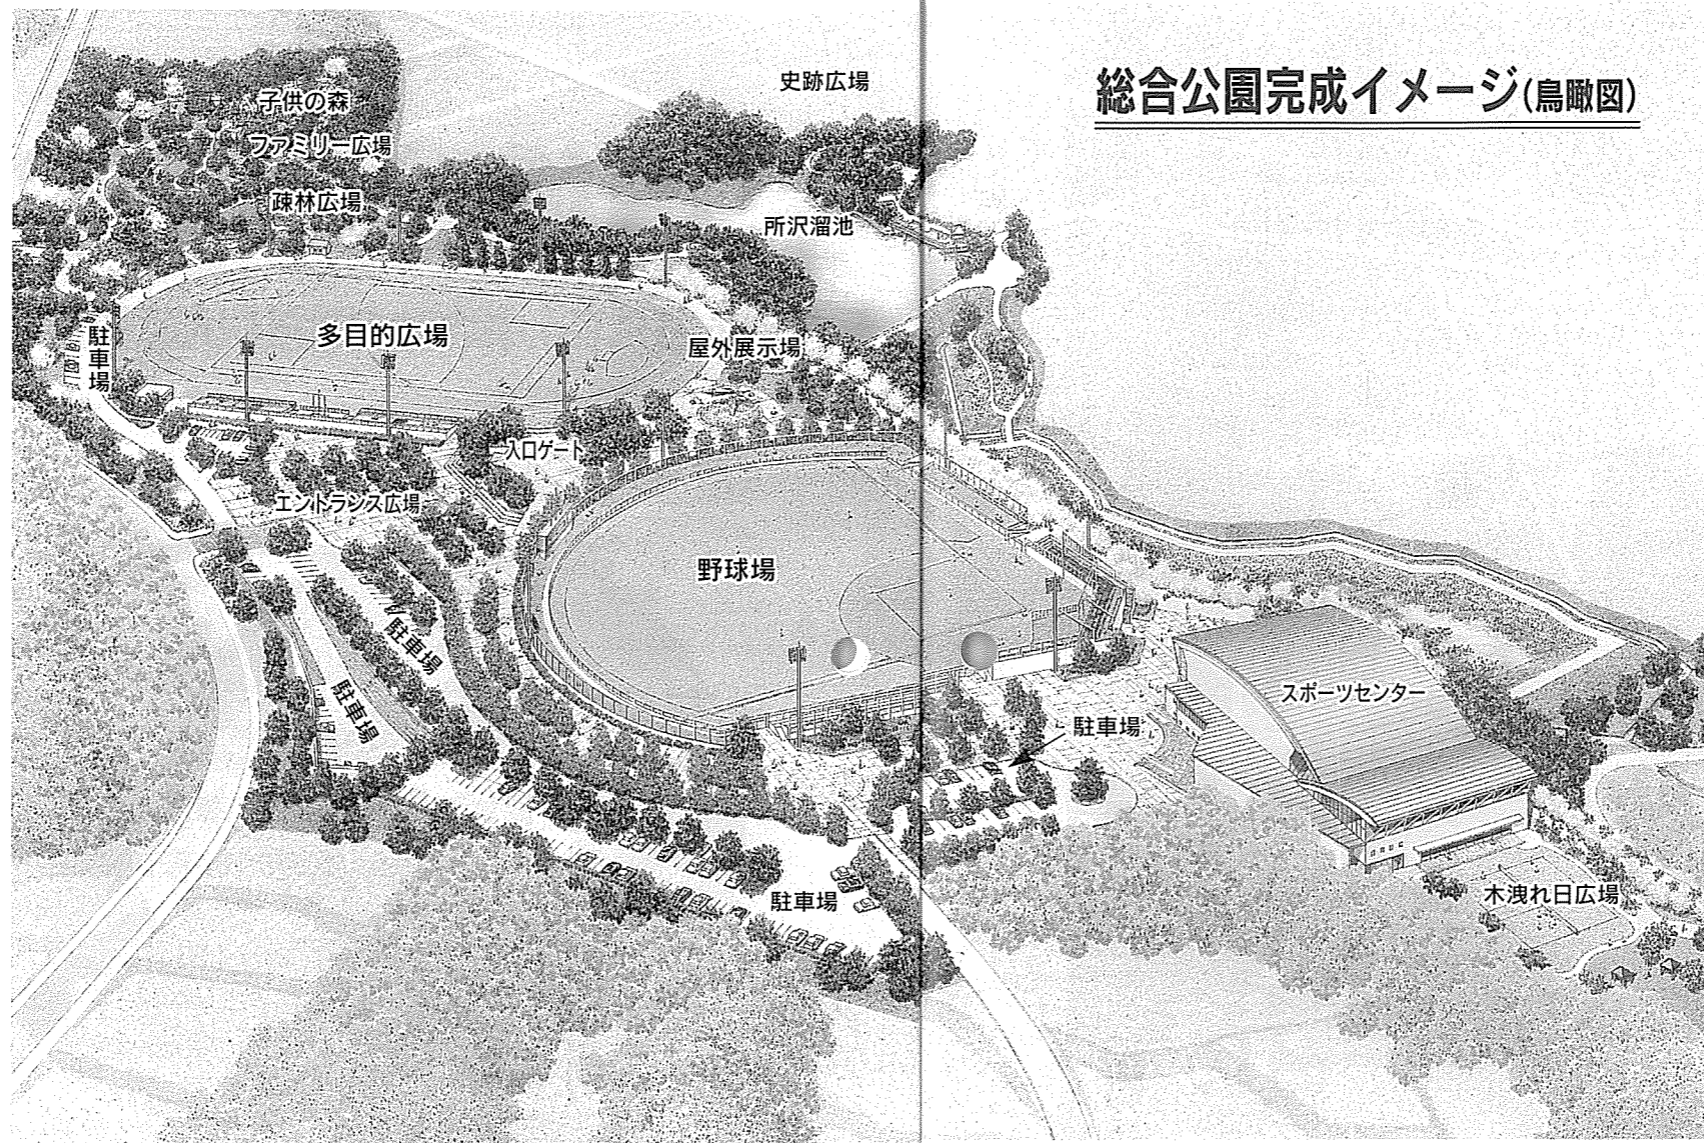 総合公園完成イメージ(鳥瞰図)
史跡広場
子供の森
ファミリー広場
疎林広場
所沢溜池
多目的広場
駐車場
屋外展示場
入口ゲート
エントランス広場
野球場
駐車場
駐車場
スポーツセンター
駐車場
木洩れ日広場
駐車場